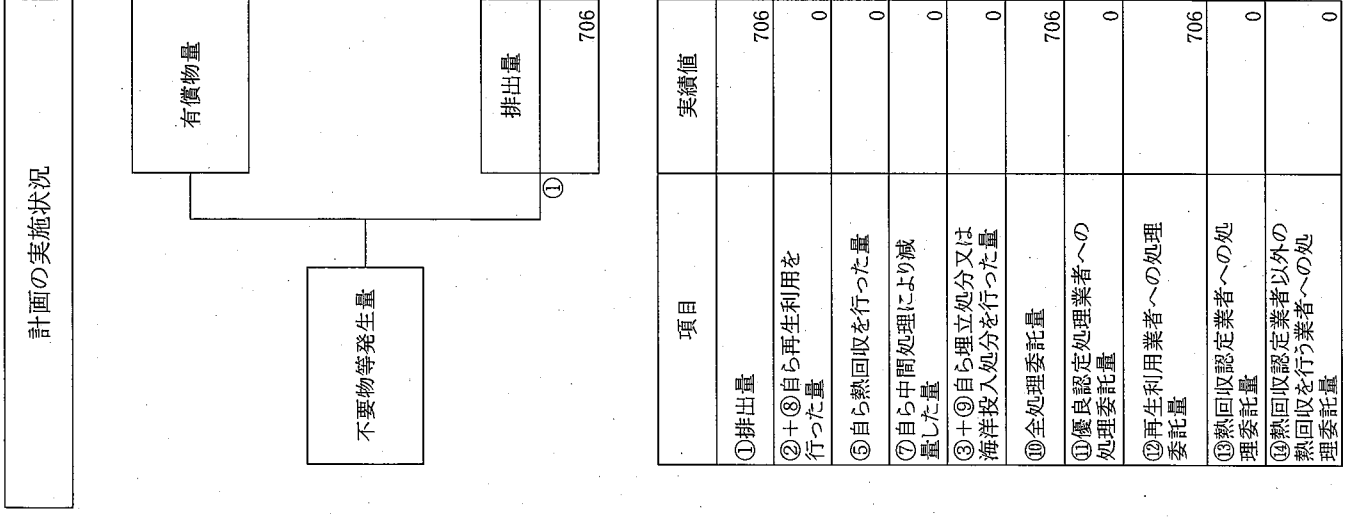 計画の実施状況
有償物量
不要物等発生量
排出量
①
706
項目
実績値
①排出量
706
②+⑧自ら再生利用を
行った量
0
⑤自ら熱回収を行った量
0
⑦自ら中間処理により減
量した量
0
③+⑨自ら埋立処分又は
海洋投入処分を行った量
0
⑩全処理委託量
706
⑪優良認定処理業者への
処理委託量
0
⑫再生利用業者への処理
委託量
706
⑬熱回収認定業者への処
理委託量
0
⑭熱回収認定業者以外の
熱回収を行う業者への処
理委託量
0